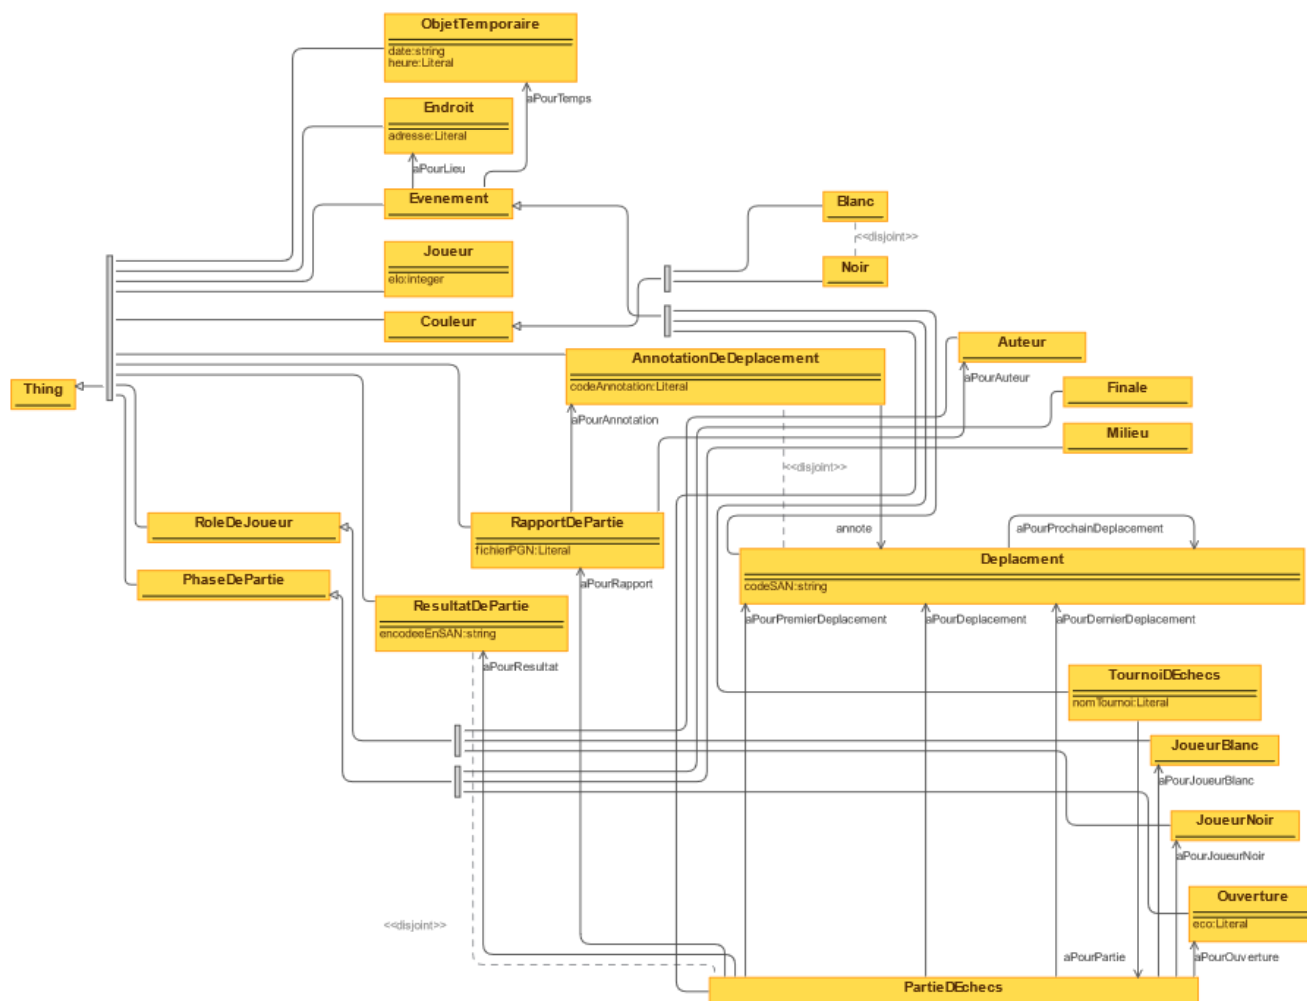 ObjetTemporaire
date:string
heure:Literal
aPourTemps
Endroit
adresse:Literal
aPourLieu
Evenement
Blanc
<<disjoint>>
Noir
Joueur
elo:integer
Couleur
Auteur
AnnotationDeDeplacement
codeAnnotation:Literal
aPourAuteur
Thing
Finale
aPourAnnotation
Milieu
<<disjoint>>
RoleDeJoueur
RapportDePartie
fichierPGN:Literal
annote
aPourProchainDeplacement
Deplacment
codeSAN:string
PhaseDePartie
aPourRapport
ResultatDePartie
encodeeEnSAN:string
aPourPremierDeplacement
aPourDeplacement
aPourDernierDeplacement
aPourResultat
TournoiDEchecs
nomTournoi:Literal
JoueurBlanc
aPourJoueurBlanc
JoueurNoir
aPourJoueurNoir
Ouverture
eco:Literal
<<disjoint>>
aPourPartie
aPourOuverture
PartieDEchecs